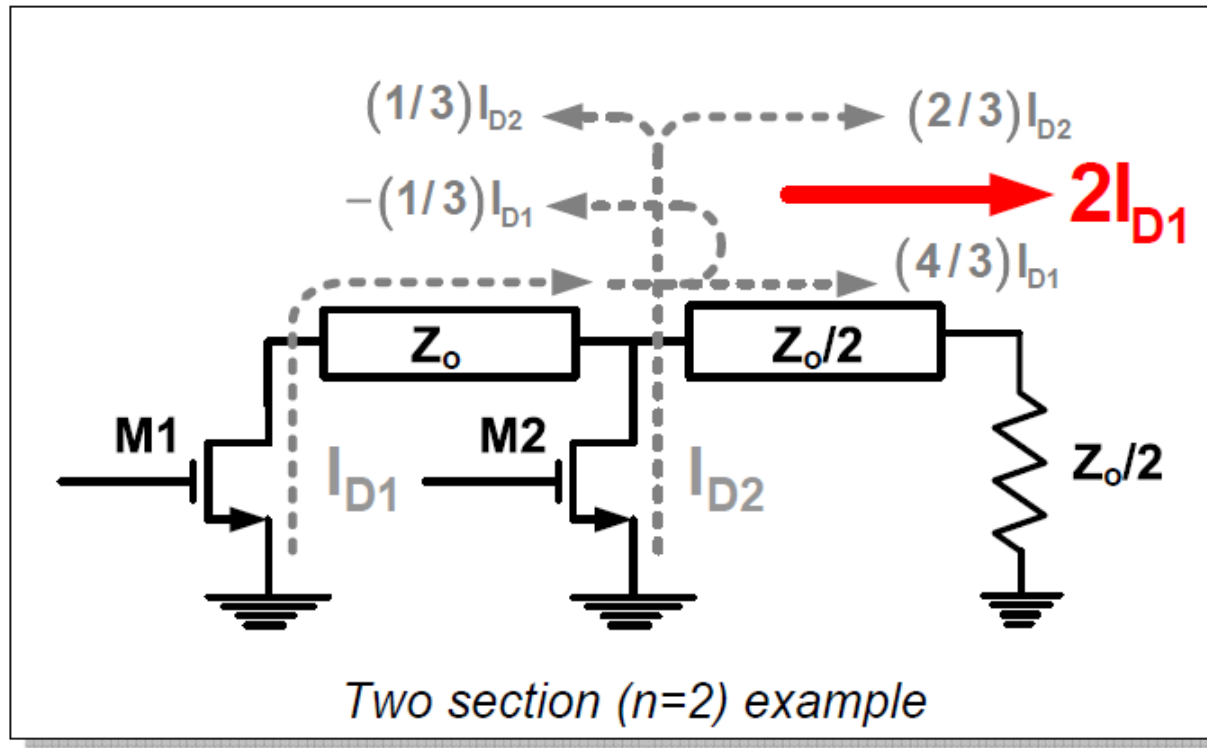 (1/3)I_D2
(2/3)I_D2
−(1/3)I_D1
2I_D1
(4/3)I_D1
Z_o
Z_o/2
M1
I_D1
M2
I_D2
Z_o/2
Two section (n=2) example